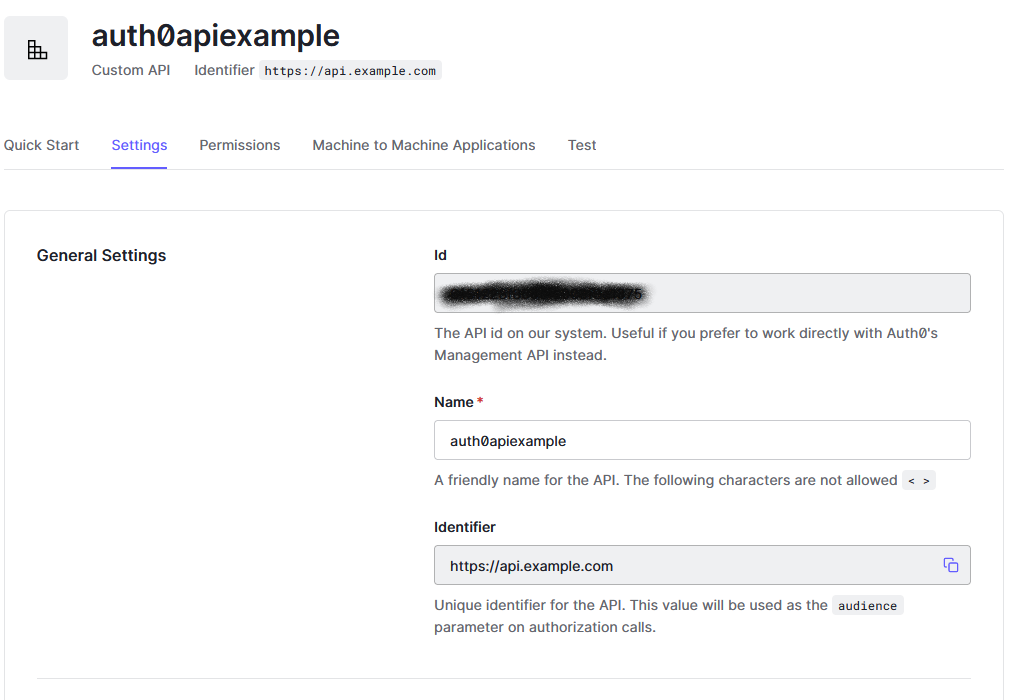 auth0apiexample
Custom API Identifier https://api.example.com
Quick Start Settings Permissions Machine to Machine Applications Test
General Settings
Id
The API id on our system. Useful if you prefer to work directly with Auth0's
Management API instead.
Name *
auth0apiexample
A friendly name for the API. The following characters are not allowed < >
Identifier
https://api.example.com
Unique identifier for the API. This value will be used as the audience
parameter on authorization calls.